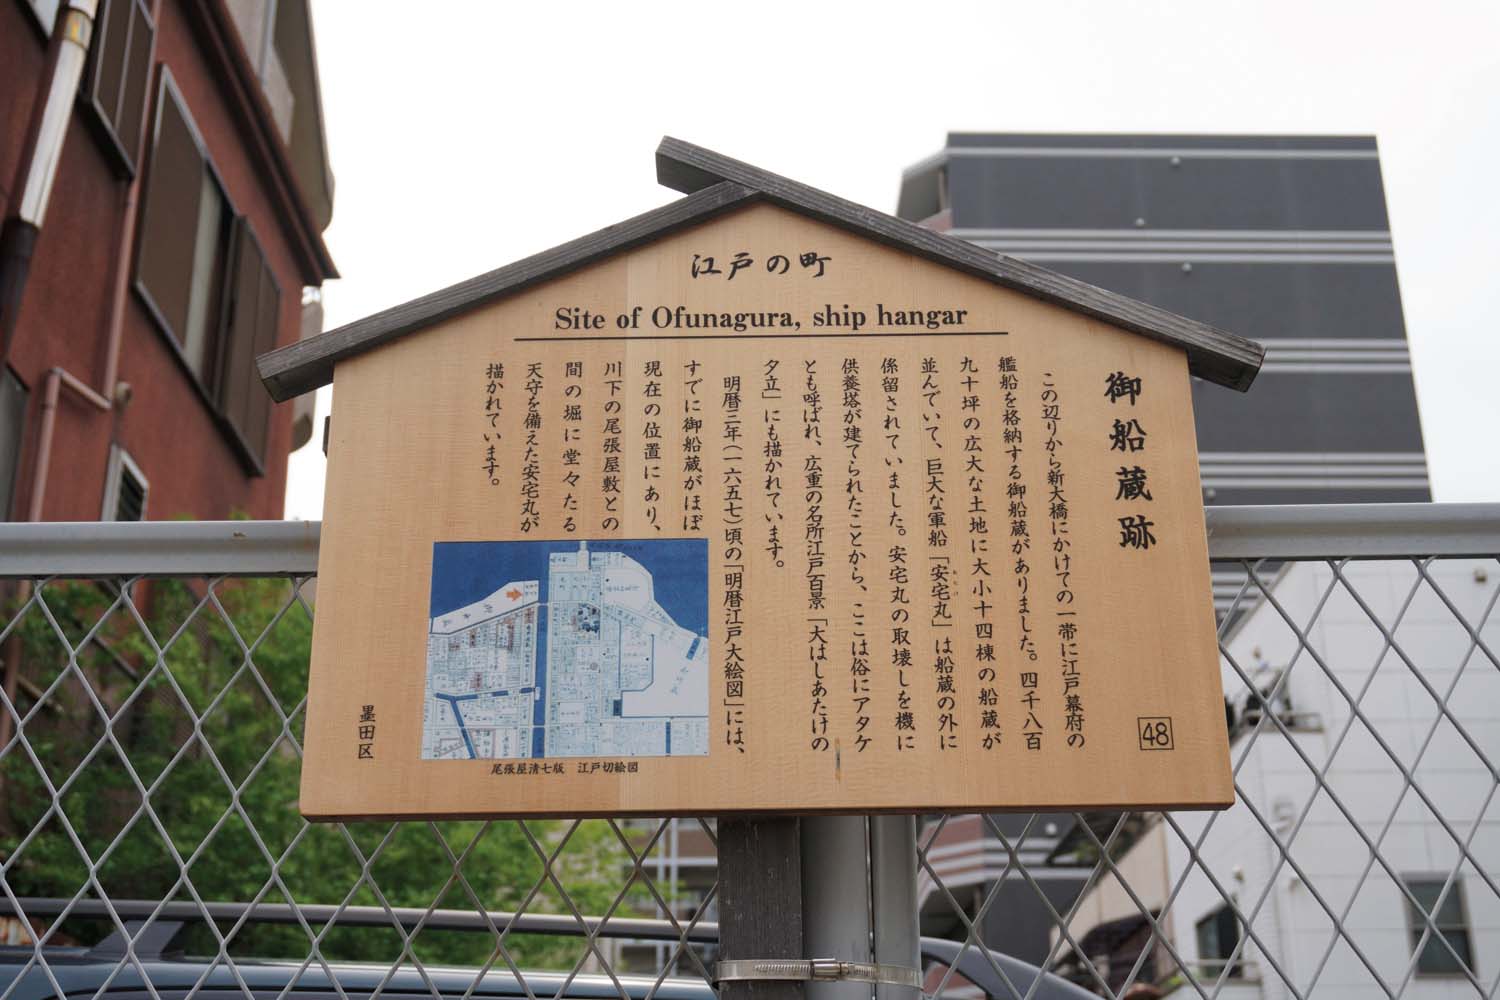 江戸の町
Site of Ofunagura, ship hangar
御船蔵跡
この辺りから新大橋にかけての一帯に江戸幕府の
艦船を格納する御船蔵がありました。四千八百
九十坪の広大な土地に大小十四棟の船蔵が
並んでいて、巨大な軍船「安宅丸」は船蔵の外に
あたけ
係留されていました。安宅丸の取壊しを機に
供養塔が建てられたことから、ここは俗にアタケ
とも呼ばれ、広重の名所江戸百景「大はしあたけの
夕立」にも描かれています。
明暦三年(一六五七)頃の「明暦江戸大絵図」には、
すでに御船蔵がほぼ
現在の位置にあり、
川下の尾張屋敷との
間の堀に堂々たる
天守を備えた安宅丸が
描かれています。
48
尾張屋清七版 江戸切絵図
墨田区